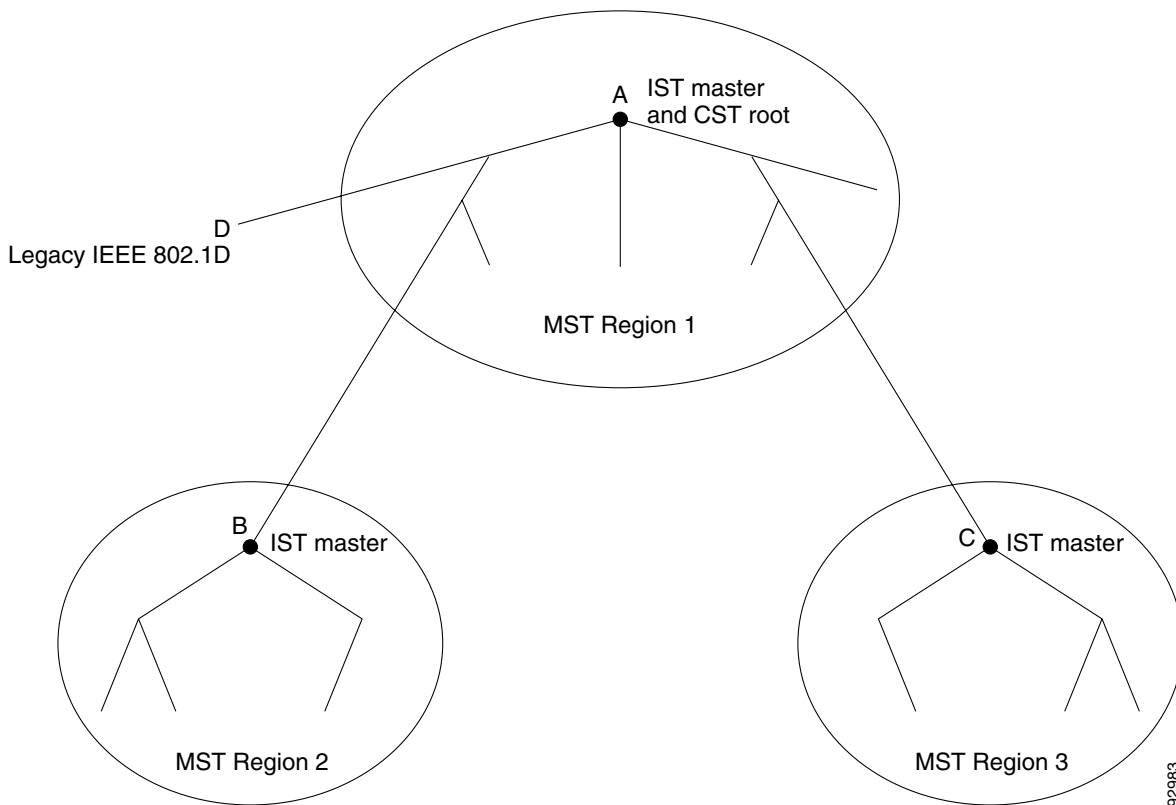 A
IST master
and CST root
D
Legacy IEEE 802.1D
MST Region 1
B
IST master
C
IST master
MST Region 2
MST Region 3
92983